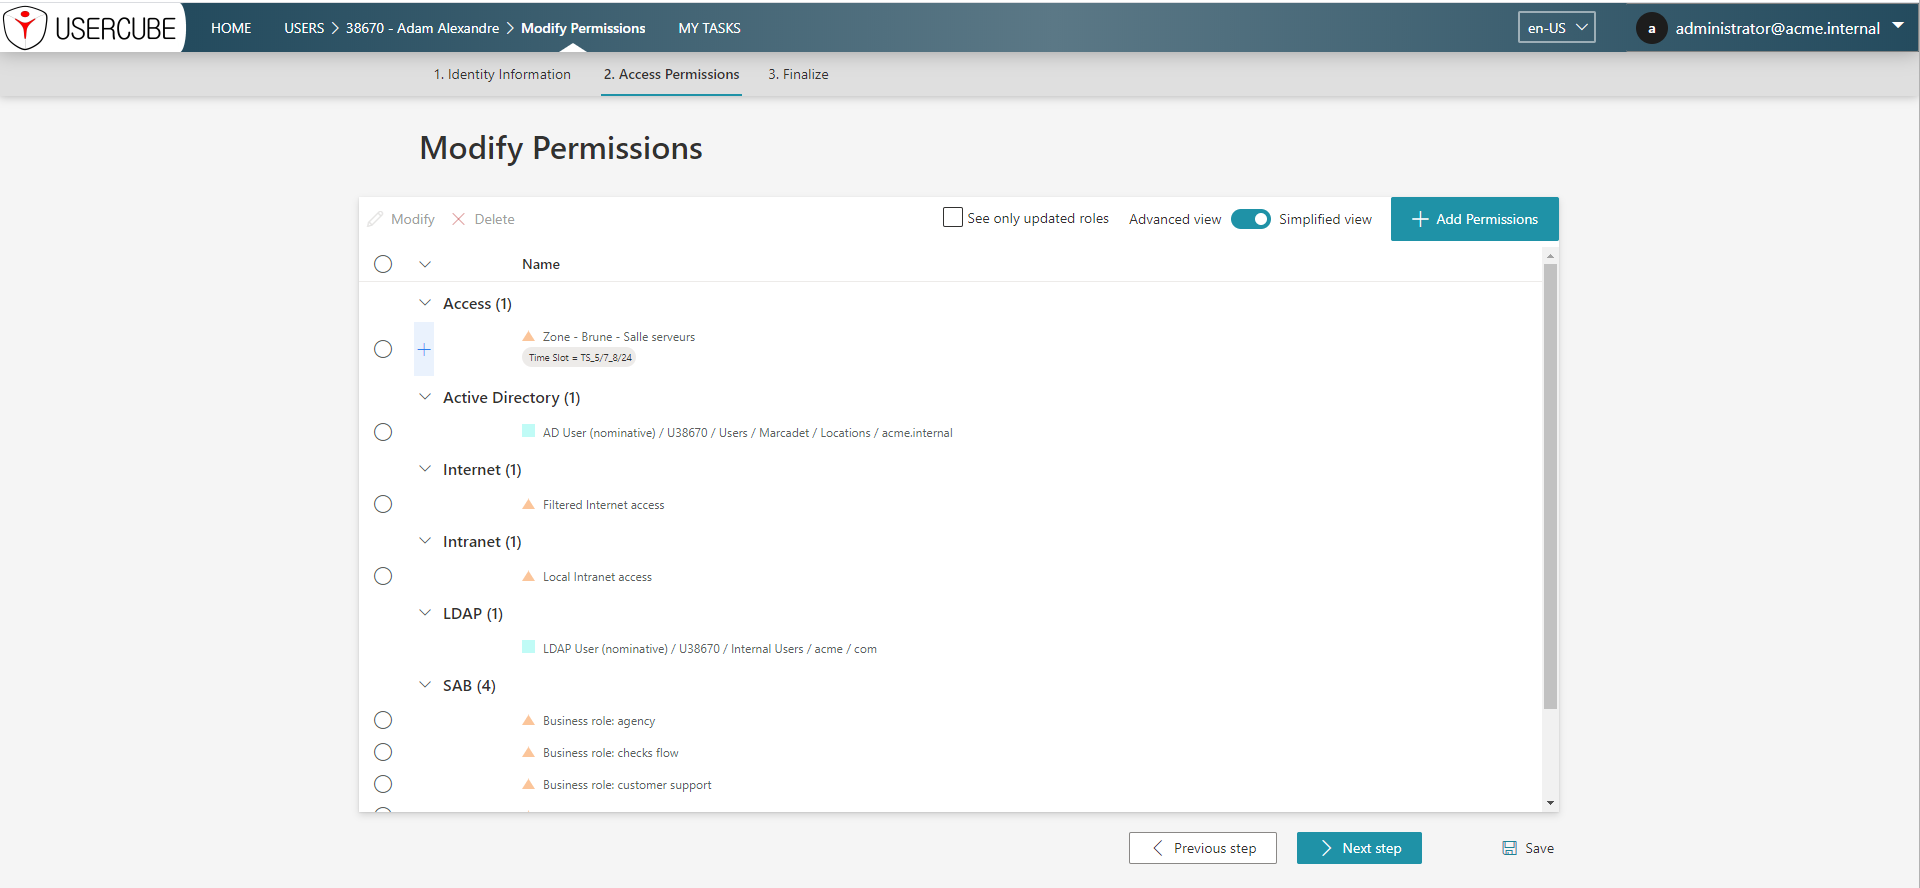 USERCUBE HOME USERS 38670 - Adam Alexandre Modify Permissions MY TASKS en-US a administrator@acme.internal
1. Identity Information 2. Access Permissions 3. Finalize
Modify Permissions
Modify Delete See only updated roles Advanced view Simplified view Add Permissions
Name
Access (1)
Zone - Brune - Salle serveurs
Time Slot = TS_5/7_8/24
Active Directory (1)
AD User (nominative) / U38670 / Users / Marcadet / Locations / acme.internal
Internet (1)
Filtered Internet access
Intranet (1)
Local Intranet access
LDAP (1)
LDAP User (nominative) / U38670 / Internal Users / acme / com
SAB (4)
Business role: agency
Business role: checks flow
Business role: customer support
Previous step Next step Save